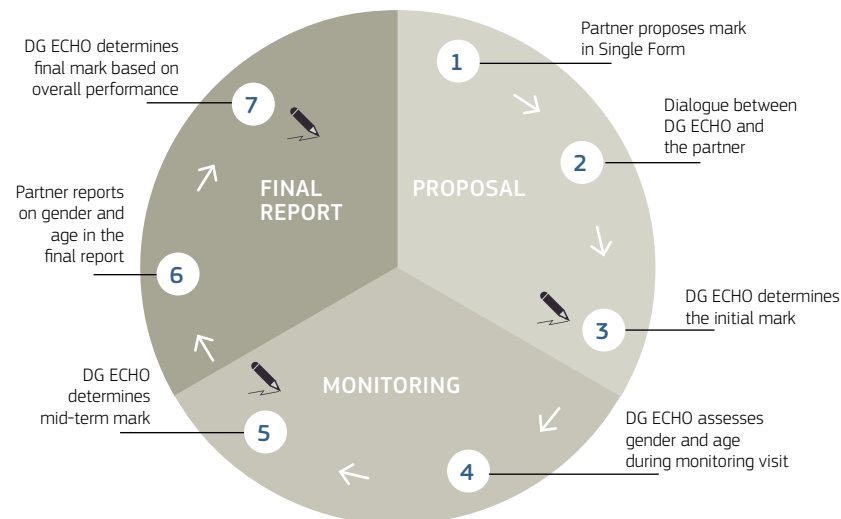 1
Partner proposes mark
in Single Form
2
Dialogue between
DG ECHO and
the partner
3
DG ECHO determines
the initial mark
PROPOSAL
4
DG ECHO assesses
gender and age
during monitoring visit
5
DG ECHO
determines
mid-term mark
MONITORING
6
Partner reports
on gender and
age in the
final report
7
DG ECHO determines
final mark based on
overall performance
FINAL
REPORT